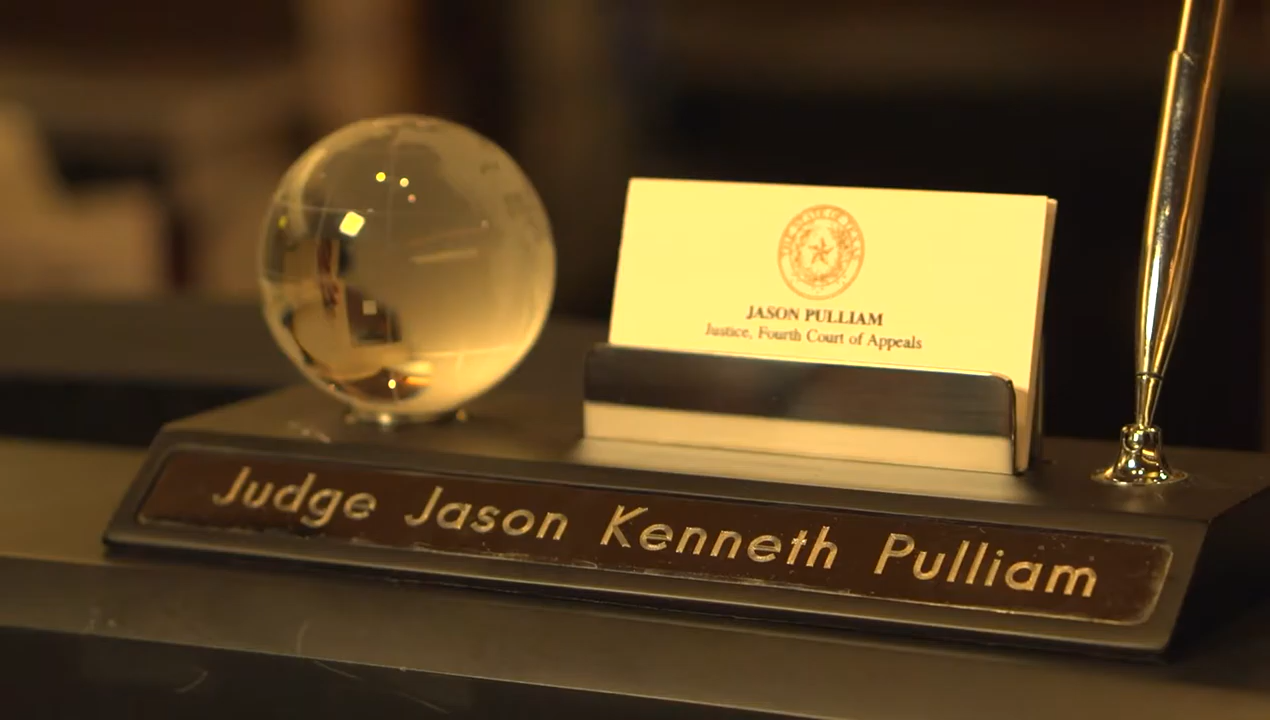 JASON PULLIAM
Justice, Fourth Court of Appeals
Judge Jason Kenneth Pulliam